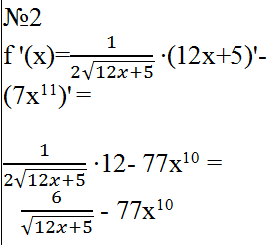 №2
f '(x)=1/(2√(12x+5)) ·(12x+5)'-
(7x¹¹)' =
1/(2√(12x+5)) ·12- 77x¹⁰ =
6/√(12x+5) - 77x¹⁰